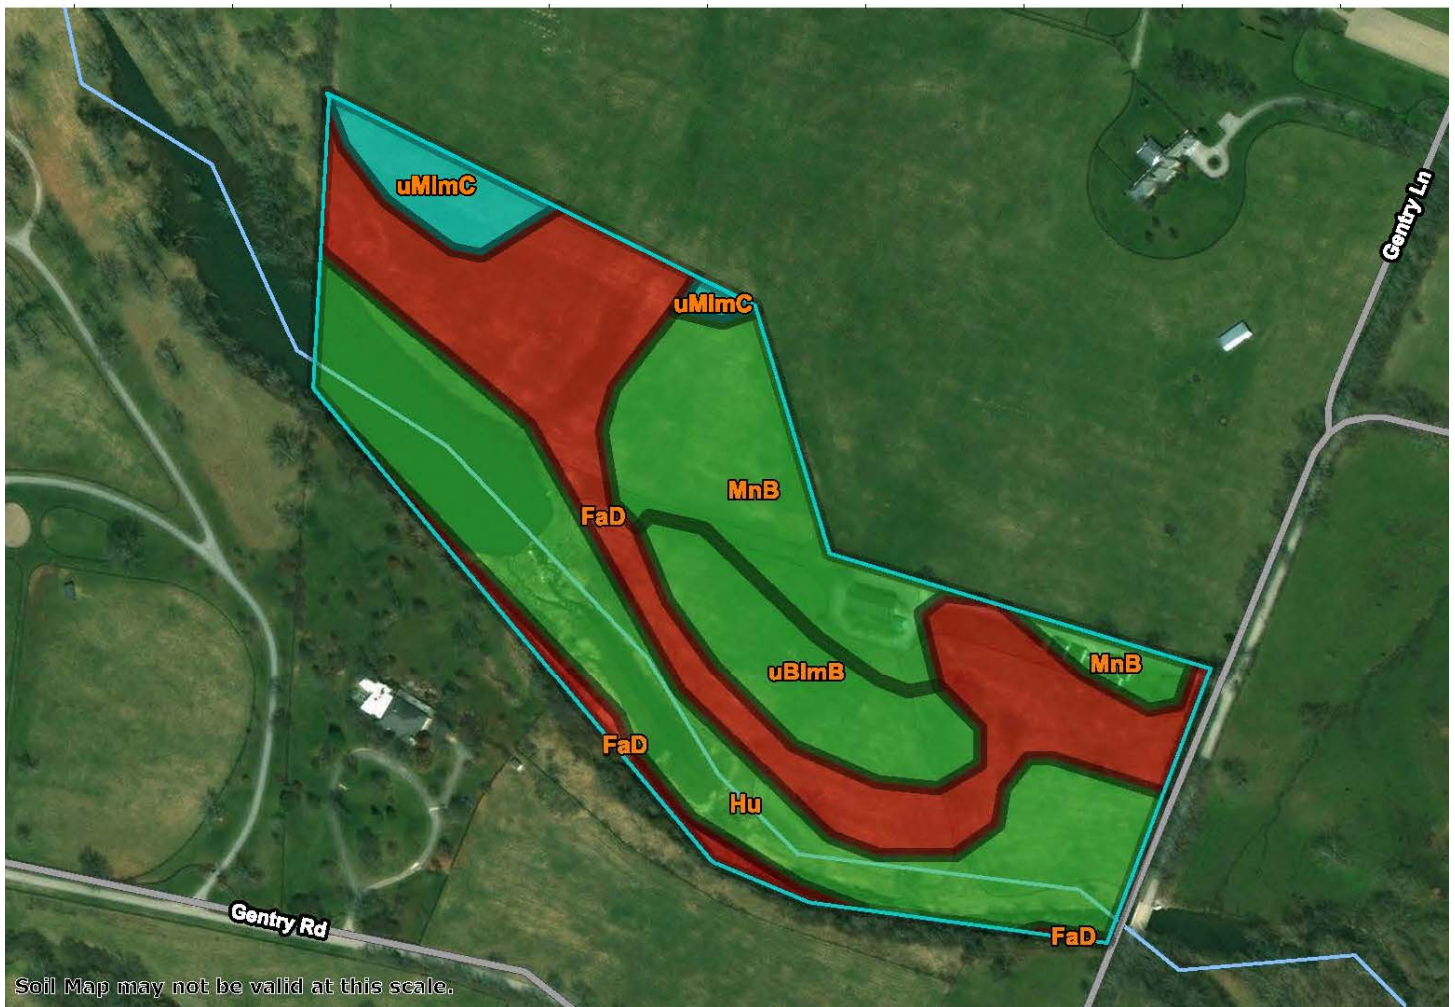 uMlmC
Gentry Ln
uMlmC
MnB
FaD
MnB
uBlmB
FaD
Hu
Gentry Rd
FaD
Soil Map may not be valid at this scale.